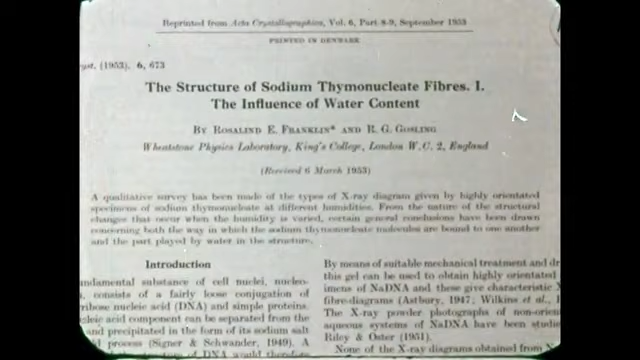 Reprinted from Acta Crystallographica, Vol. 6, Part 8-9, September 1953
PRINTED IN DENMARK
yst. (1953). 6, 673
The Structure of Sodium Thymonucleate Fibres. I.
The Influence of Water Content
BY ROSALIND E. FRANKLIN* AND R. G. GOSLING
Wheatstone Physics Laboratory, King's College, London W.C. 2, England
(Received 6 March 1953)
A qualitative survey has been made of the types of X-ray diagram given by highly orientated
specimens of sodium thymonucleate at different humidities. From the nature of the structural
changes that occur when the humidity is varied, certain general conclusions have been drawn
concerning both the way in which the sodium thymonucleate molecules are bound to one another
and the part played by water in the structure.
Introduction
ndamental substance of cell nuclei, nucleo-
, consists of a fairly loose conjugation of
ribose nucleic acid (DNA) and simple proteins.
cleic acid component can be separated from the
and precipitated in the form of its sodium salt
process (Signer & Schwander, 1949). A
of DNA would therefore
By means of suitable mechanical treatment and dr
this gel can be used to obtain highly orientated
imens of NaDNA and these give characteristic X
fibre-diagrams (Astbury, 1947; Wilkins et al.,
The X-ray powder photographs of non-orien
aqueous systems of NaDNA have been studie
Riley & Oster (1951).
None of the X-ray diagrams obtained from N